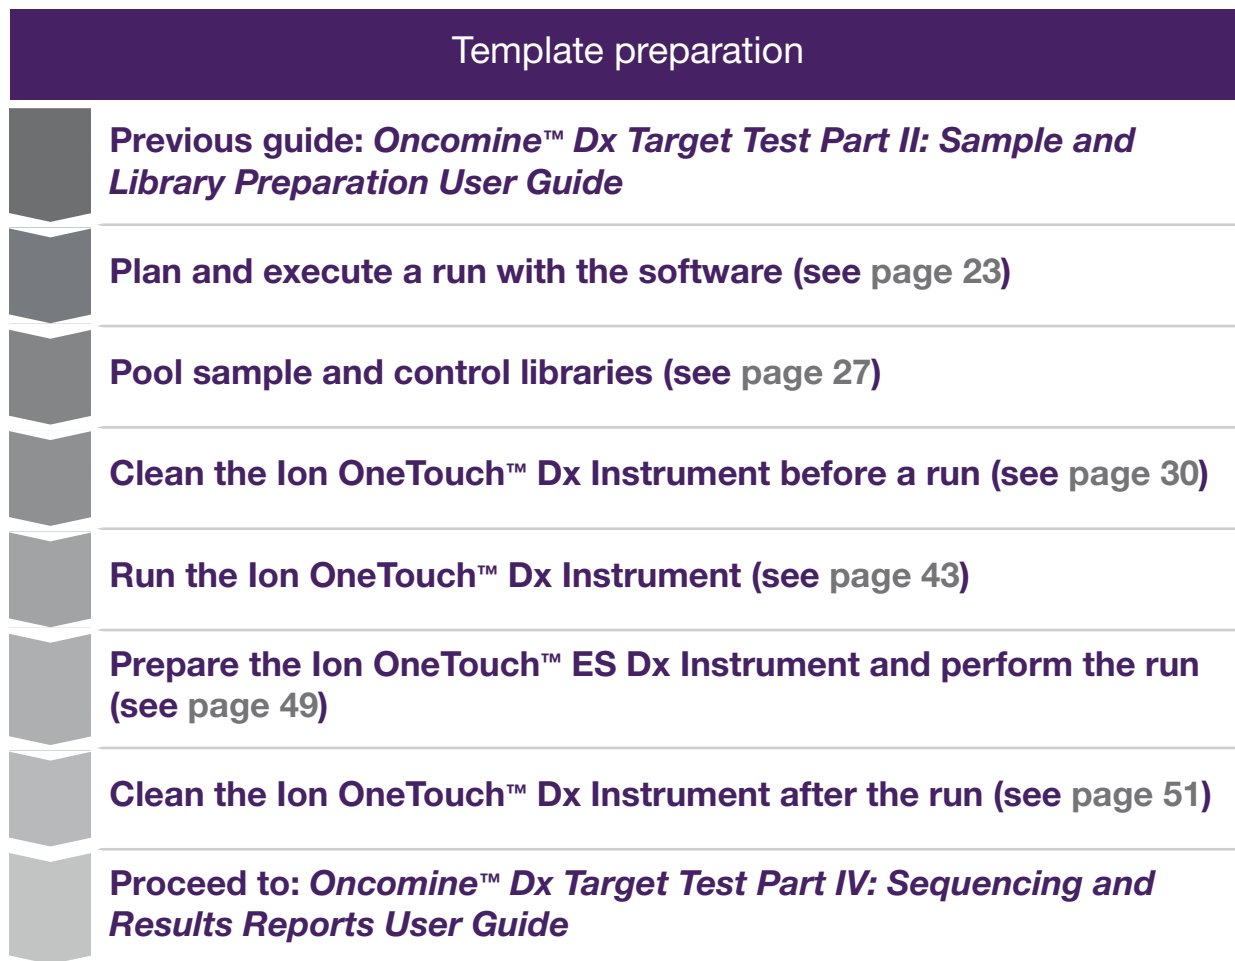 Template preparation
Previous guide: Oncomine™ Dx Target Test Part II: Sample and
Library Preparation User Guide
Plan and execute a run with the software (see page 23)
Pool sample and control libraries (see page 27)
Clean the Ion OneTouch™ Dx Instrument before a run (see page 30)
Run the Ion OneTouch™ Dx Instrument (see page 43)
Prepare the Ion OneTouch™ ES Dx Instrument and perform the run
(see page 49)
Clean the Ion OneTouch™ Dx Instrument after the run (see page 51)
Proceed to: Oncomine™ Dx Target Test Part IV: Sequencing and
Results Reports User Guide